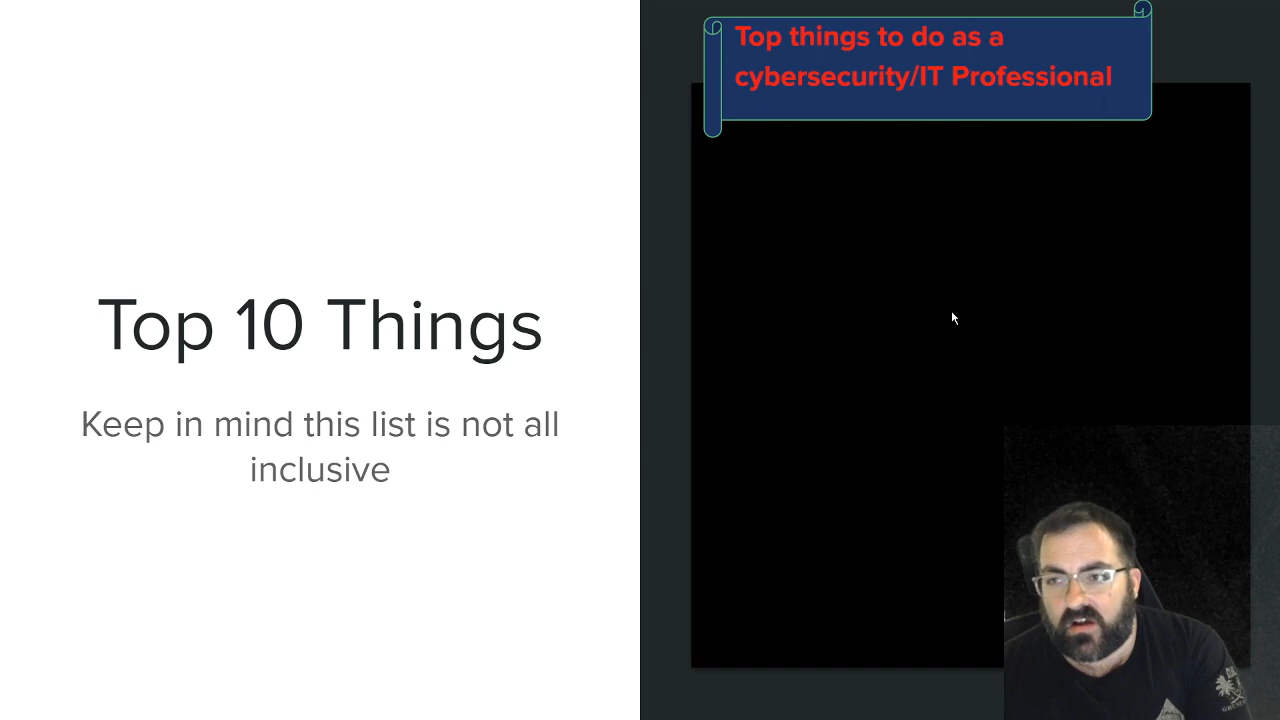 Top things to do as a
cybersecurity/IT Professional
Top 10 Things
Keep in mind this list is not all
inclusive